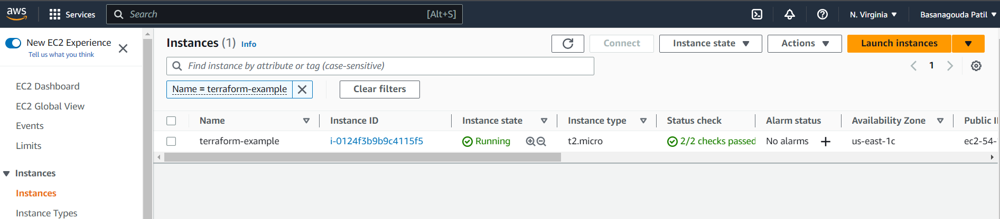 aws Services Search [Alt+S] N. Virginia Basanagouda Patil
New EC2 Experience
Tell us what you think
EC2 Dashboard
EC2 Global View
Events
Limits
Instances
Instances
Instance Types
Instances (1) Info Connect Instance state Actions Launch instances
Find instance by attribute or tag (case-sensitive) 1
Name = terraform-example Clear filters
Name Instance ID Instance state Instance type Status check Alarm status Availability Zone Public
terraform-example i-0124f3b9b9c4115f5 Running t2.micro 2/2 checks passed No alarms us-east-1c ec2-54-